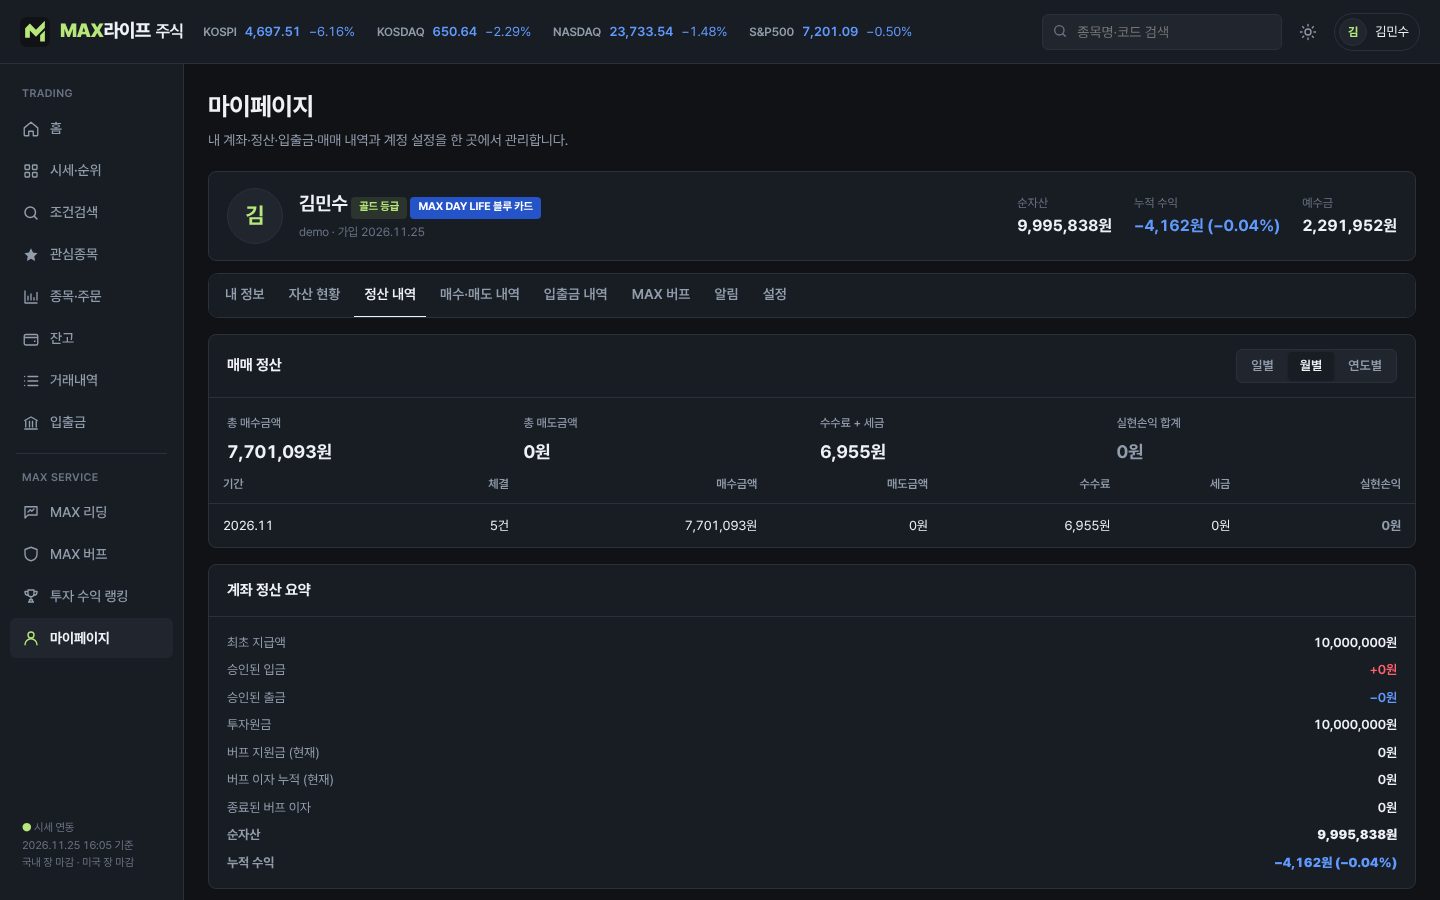 MAX라이프 주식
KOSPI 4,697.51 −6.16% KOSDAQ 650.64 −2.29% NASDAQ 23,733.54 −1.48% S&P500 7,201.09 −0.50%
종목명·코드 검색
김 김민수
TRADING
홈
시세·순위
조건검색
관심종목
종목·주문
잔고
거래내역
입출금
MAX SERVICE
MAX 리딩
MAX 버프
투자 수익 랭킹
마이페이지
시세 연동
2026.11.25 16:05 기준
국내 장 마감 · 미국 장 마감
마이페이지
내 계좌·정산·입출금·매매 내역과 계정 설정을 한 곳에서 관리합니다.
김
김민수 골드 등급 MAX DAY LIFE 블루 카드
demo · 가입 2026.11.25
순자산 누적 수익 예수금
9,995,838원 −4,162원 (−0.04%) 2,291,952원
내 정보 자산 현황 정산 내역 매수·매도 내역 입출금 내역 MAX 버프 알림 설정
매매 정산
일별 월별 연도별
총 매수금액 총 매도금액 수수료 + 세금 실현손익 합계
7,701,093원 0원 6,955원 0원
기간 체결 매수금액 매도금액 수수료 세금 실현손익
2026.11 5건 7,701,093원 0원 6,955원 0원 0원
계좌 정산 요약
최초 지급액 10,000,000원
승인된 입금 +0원
승인된 출금 −0원
투자원금 10,000,000원
버프 지원금 (현재) 0원
버프 이자 누적 (현재) 0원
종료된 버프 이자 0원
순자산 9,995,838원
누적 수익 −4,162원 (−0.04%)